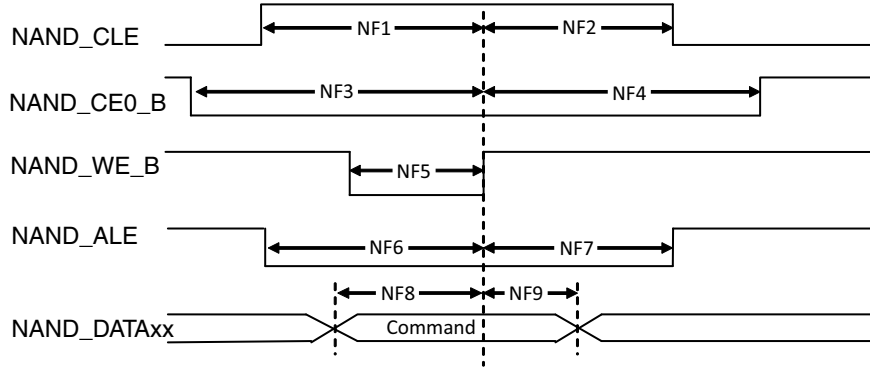 NAND_CLE NF1 NF2
NAND_CE0_B NF3 NF4
NAND_WE_B NF5
NAND_ALE NF6 NF7
NF8 NF9
NAND_DATAxx Command